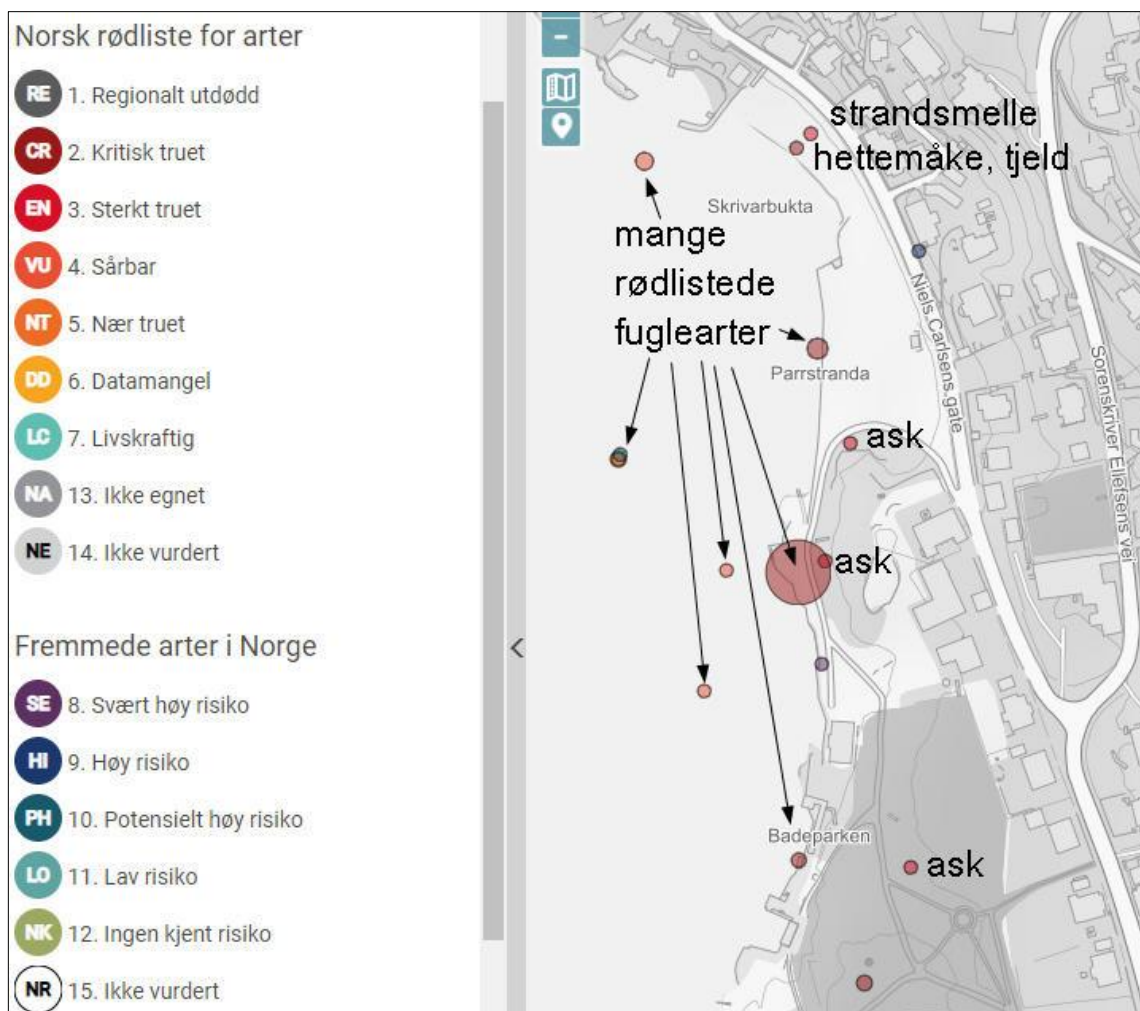 Norsk rødliste for arter
RE 1. Regionalt utdødd
CR 2. Kritisk truet
EN 3. Sterkt truet
VU 4. Sårbar
NT 5. Nær truet
DD 6. Datamangel
LC 7. Livskraftig
NA 13. Ikke egnet
NE 14. Ikke vurdert
Fremmede arter i Norge
SE 8. Svært høy risiko
HI 9. Høy risiko
PH 10. Potensielt høy risiko
LO 11. Lav risiko
NK 12. Ingen kjent risiko
NR 15. Ikke vurdert
strandsmelle
hettemåke, tjeld
Skrivarbukta
mange
rødlistede
fuglearter
Parrstranda
Niels Carlsens gate
Sorenskriver Ellefsens vei
ask
ask
Badeparken
ask